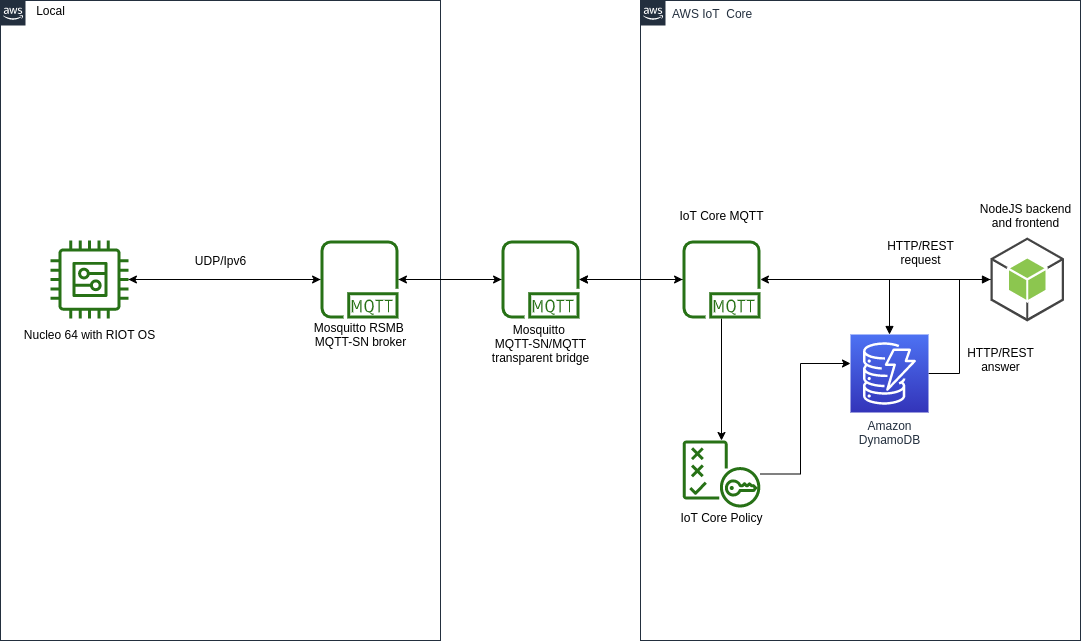 aws
Local
aws
AWS IoT  Core
UDP/Ipv6
Nucleo 64 with RIOT OS
MQTT
Mosquitto RSMB
MQTT-SN broker
MQTT
Mosquitto
MQTT-SN/MQTT
transparent bridge
IoT Core MQTT
MQTT
IoT Core Policy
HTTP/REST
request
NodeJS backend
and frontend
HTTP/REST
answer
Amazon
DynamoDB